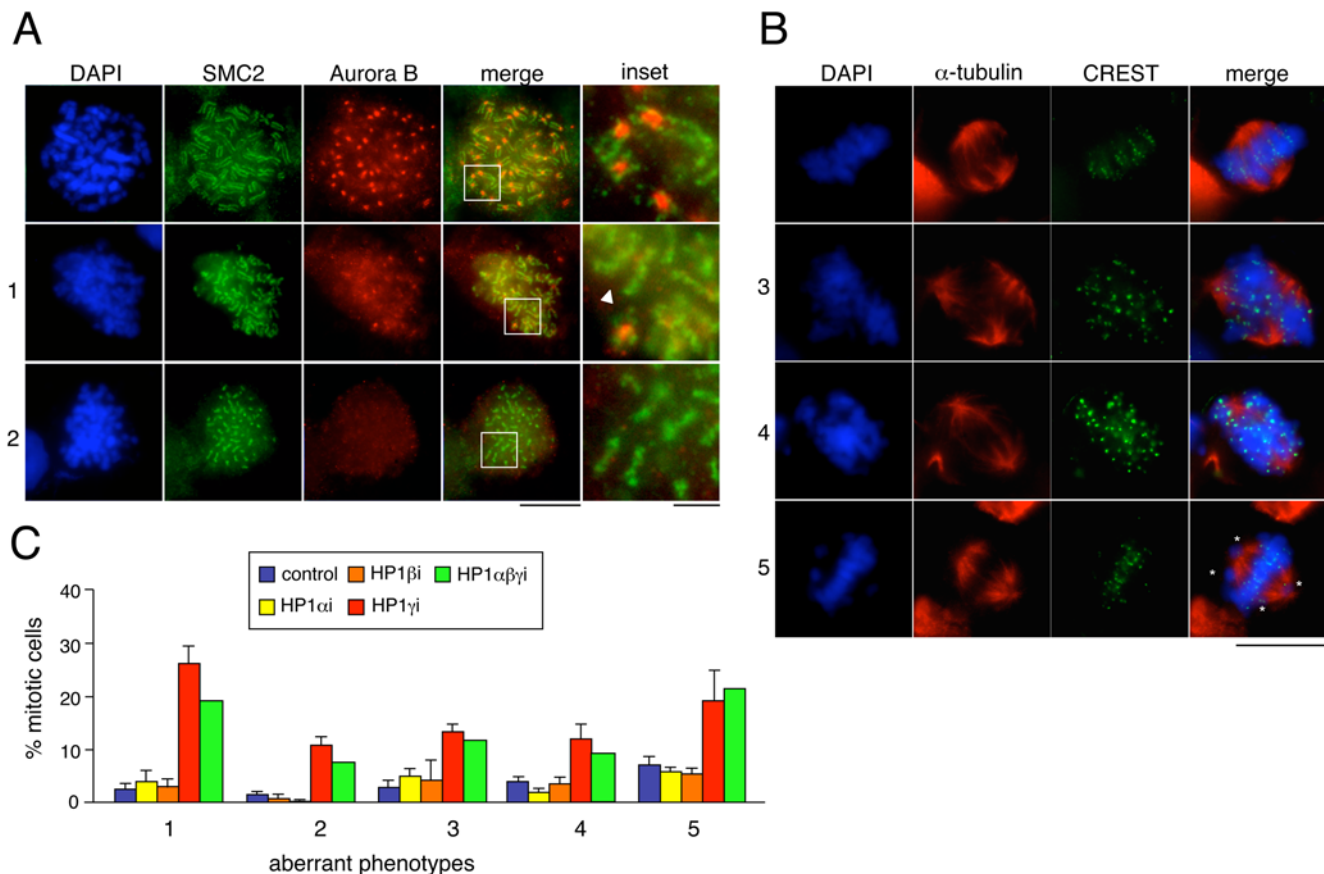 A
DAPI SMC2 Aurora B merge inset
1
2
B
DAPI α-tubulin CREST merge
3
4
5
* * * *
C
control HP1βi HP1αβγi
HP1αi HP1γi
% mitotic cells
40
30
20
10
0
1 2 3 4 5
aberrant phenotypes